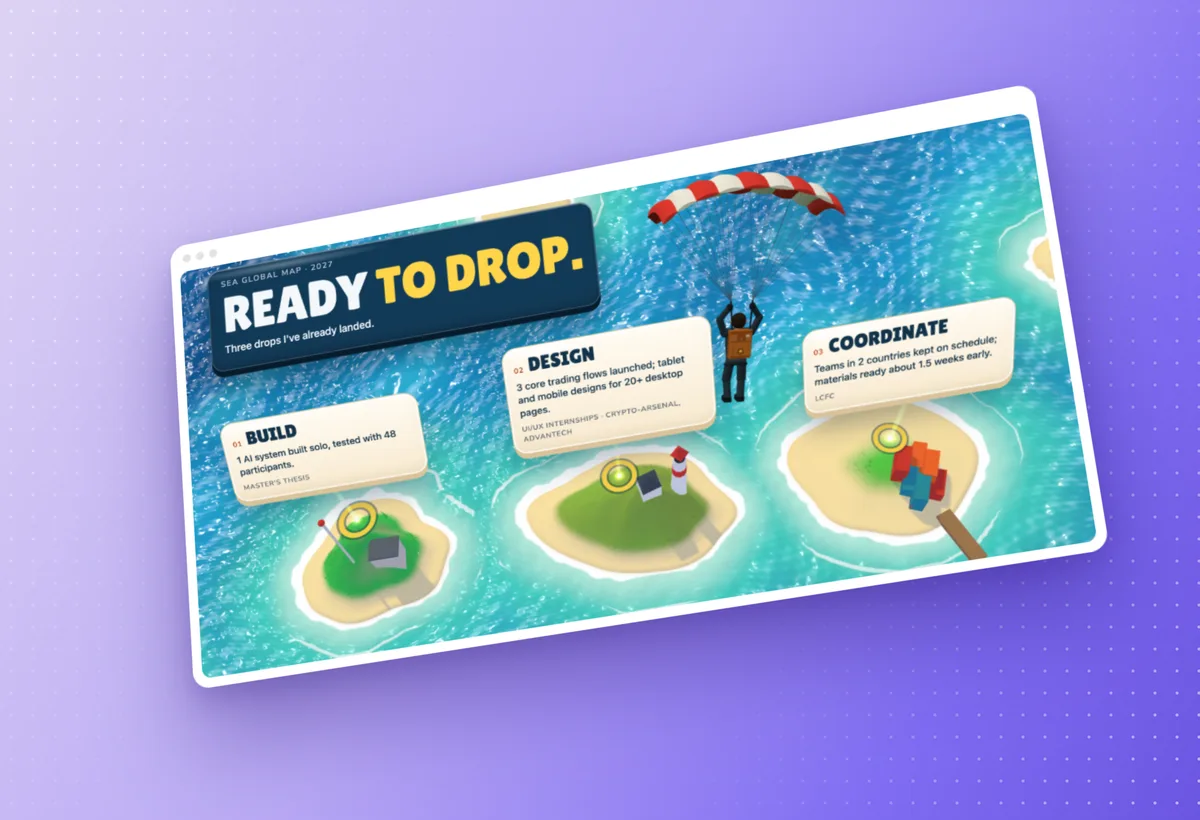 SEA GLOBAL MAP · 2027
READY TO DROP.
Three drops I've already landed.
01 BUILD
1 AI system built solo, tested with 48
participants.
MASTER'S THESIS
02 DESIGN
3 core trading flows launched; tablet
and mobile designs for 20+ desktop
pages.
UI/UX INTERNSHIPS · CRYPTO-ARSENAL,
ADVANTECH
03 COORDINATE
Teams in 2 countries kept on schedule;
materials ready about 1.5 weeks early.
LCFC